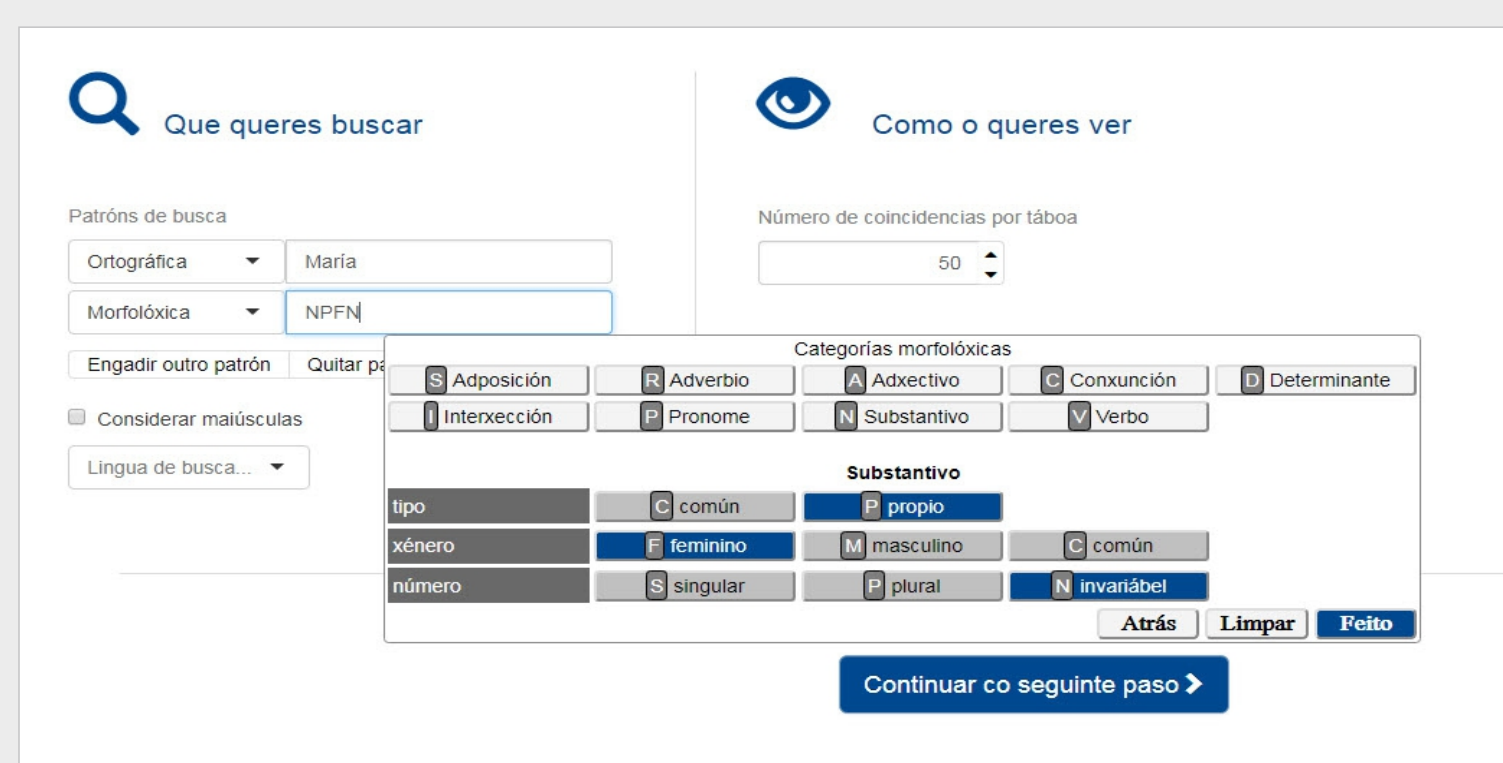 Que queres buscar
Patróns de busca
Ortográfica María
Morfolóxica NPFN
Engadir outro patrón Quitar
Considerar maiúsculas
Lingua de busca...
Como o queres ver
Número de coincidencias por táboa
50
Categorías morfolóxicas
S Adposición R Adverbio A Adxectivo C Conxunción D Determinante
I Interxección P Pronome N Substantivo V Verbo
Substantivo
tipo C común P propio
xénero F feminino M masculino C común
número S singular P plural N invariábel
Atrás Limpar Feito
Continuar co seguinte paso